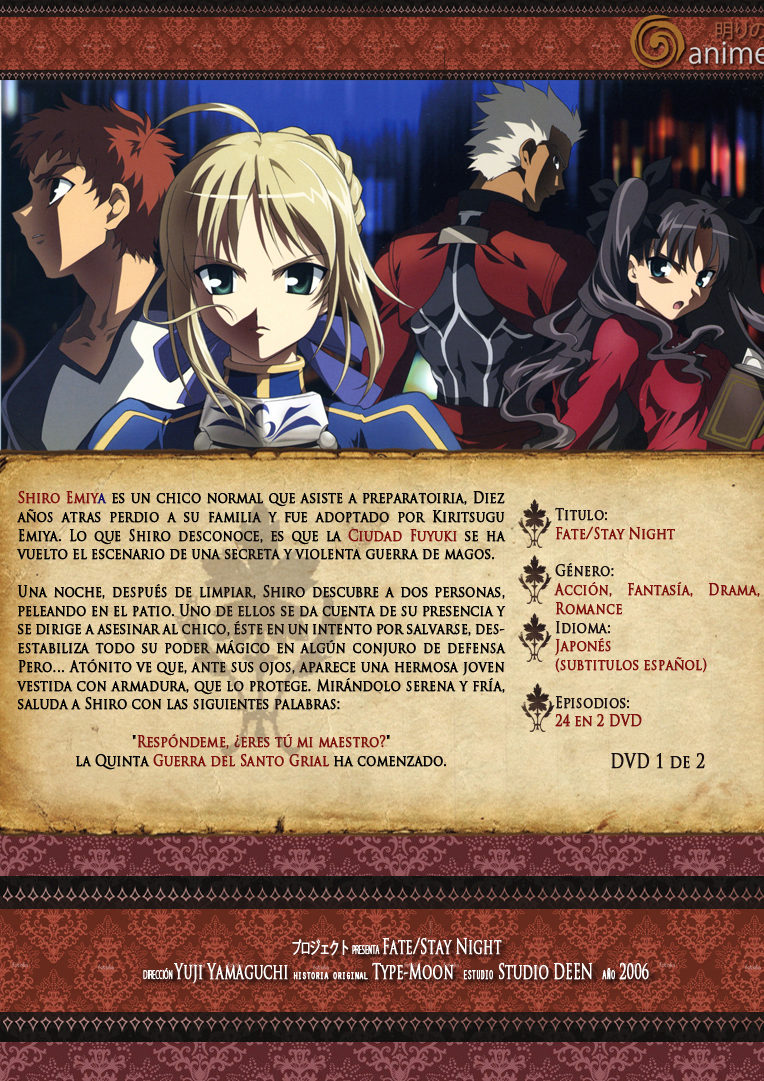 明りの
anime
Shiro Emiya es un chico normal que asiste a preparatoiria, Diez
años atras perdio a su familia y fue adoptado por Kiritsugu
Emiya. Lo que Shiro desconoce, es que la Ciudad Fuyuki se ha
vuelto el escenario de una secreta y violenta guerra de magos.
Una noche, después de limpiar, Shiro descubre a dos personas,
peleando en el patio. Uno de ellos se da cuenta de su presencia y
se dirige a asesinar al chico, éste en un intento por salvarse, des-
estabiliza todo su poder mágico en algún conjuro de defensa
Pero... Atónito ve que, ante sus ojos, aparece una hermosa joven
vestida con armadura, que lo protege. Mirándolo serena y fría,
saluda a Shiro con las siguientes palabras:
"Respóndeme, ¿eres tú mi maestro?"
la Quinta Guerra del Santo Grial ha comenzado.
Titulo:
Fate/Stay Night
Género:
Acción, Fantasía, Drama,
Romance
Idioma:
Japonés
(subtitulos español)
Episodios:
24 en 2 DVD
DVD 1 de 2
プロジェクト presenta Fate/Stay Night
dirección Yuji Yamaguchi historia original Type-Moon estudio Studio DEEN año 2006